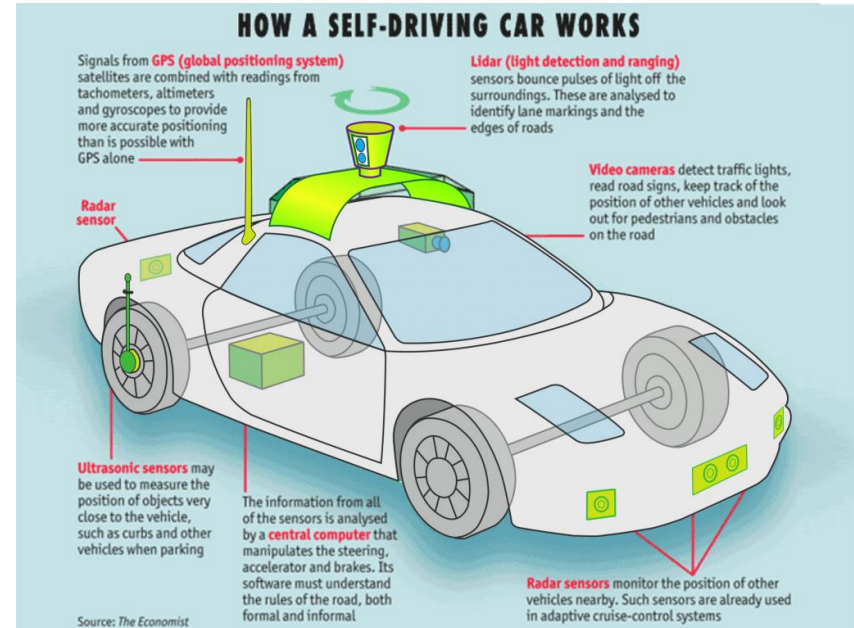 HOW A SELF-DRIVING CAR WORKS
Signals from GPS (global positioning system)
satellites are combined with readings from
tachometers, altimeters
and gyroscopes to provide
more accurate positioning
than is possible with
GPS alone
Lidar (light detection and ranging)
sensors bounce pulses of light off the
surroundings. These are analysed to
identify lane markings and the
edges of roads
Video cameras detect traffic lights,
read road signs, keep track of the
position of other vehicles and look
out for pedestrians and obstacles
on the road
Radar
sensor
Ultrasonic sensors may
be used to measure the
position of objects very
close to the vehicle,
such as curbs and other
vehicles when parking
The information from all
of the sensors is analysed
by a central computer that
manipulates the steering,
accelerator and brakes. Its
software must understand
the rules of the road, both
formal and informal
Radar sensors monitor the position of other
vehicles nearby. Such sensors are already used
in adaptive cruise-control systems
Source: The Economist